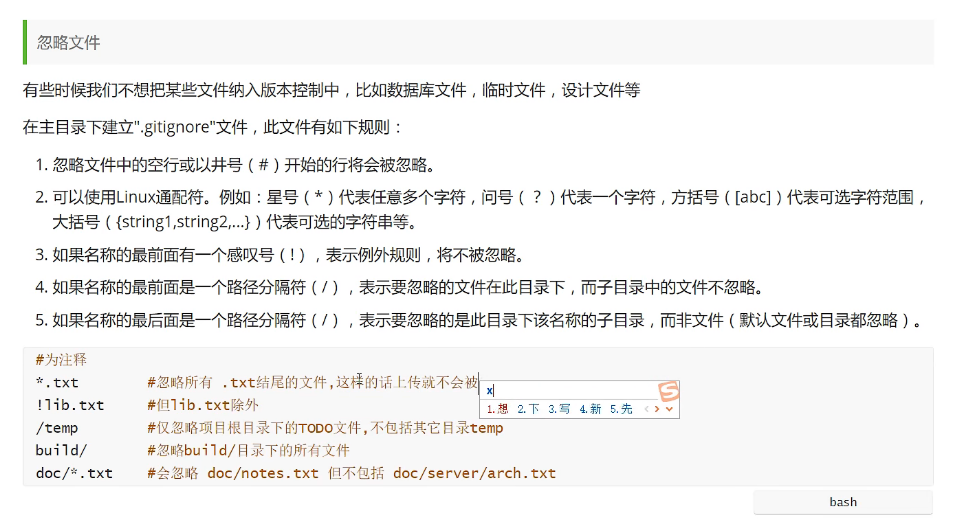 忽略文件
有些时候我们不想把某些文件纳入版本控制中，比如数据库文件，临时文件，设计文件等
在主目录下建立".gitignore"文件，此文件有如下规则：
1. 忽略文件中的空行或以井号（#）开始的行将会被忽略。
2. 可以使用Linux通配符。例如：星号（*）代表任意多个字符，问号（？）代表一个字符，方括号（[abc]）代表可选字符范围，
大括号（{string1,string2,...}）代表可选的字符串等。
3. 如果名称的最前面有一个感叹号（!），表示例外规则，将不被忽略。
4. 如果名称的最前面是一个路径分隔符（/），表示要忽略的文件在此目录下，而子目录中的文件不忽略。
5. 如果名称的最后面是一个路径分隔符（/），表示要忽略的是此目录下该名称的子目录，而非文件（默认文件或目录都忽略）。
#为注释
*.txt #忽略所有 .txt结尾的文件,这样的话上传就不会被
x
1.想 2.下 3.写 4.新 5.先
!lib.txt #但lib.txt除外
/temp #仅忽略项目根目录下的TODO文件,不包括其它目录temp
build/ #忽略build/目录下的所有文件
doc/*.txt #会忽略 doc/notes.txt 但不包括 doc/server/arch.txt
bash